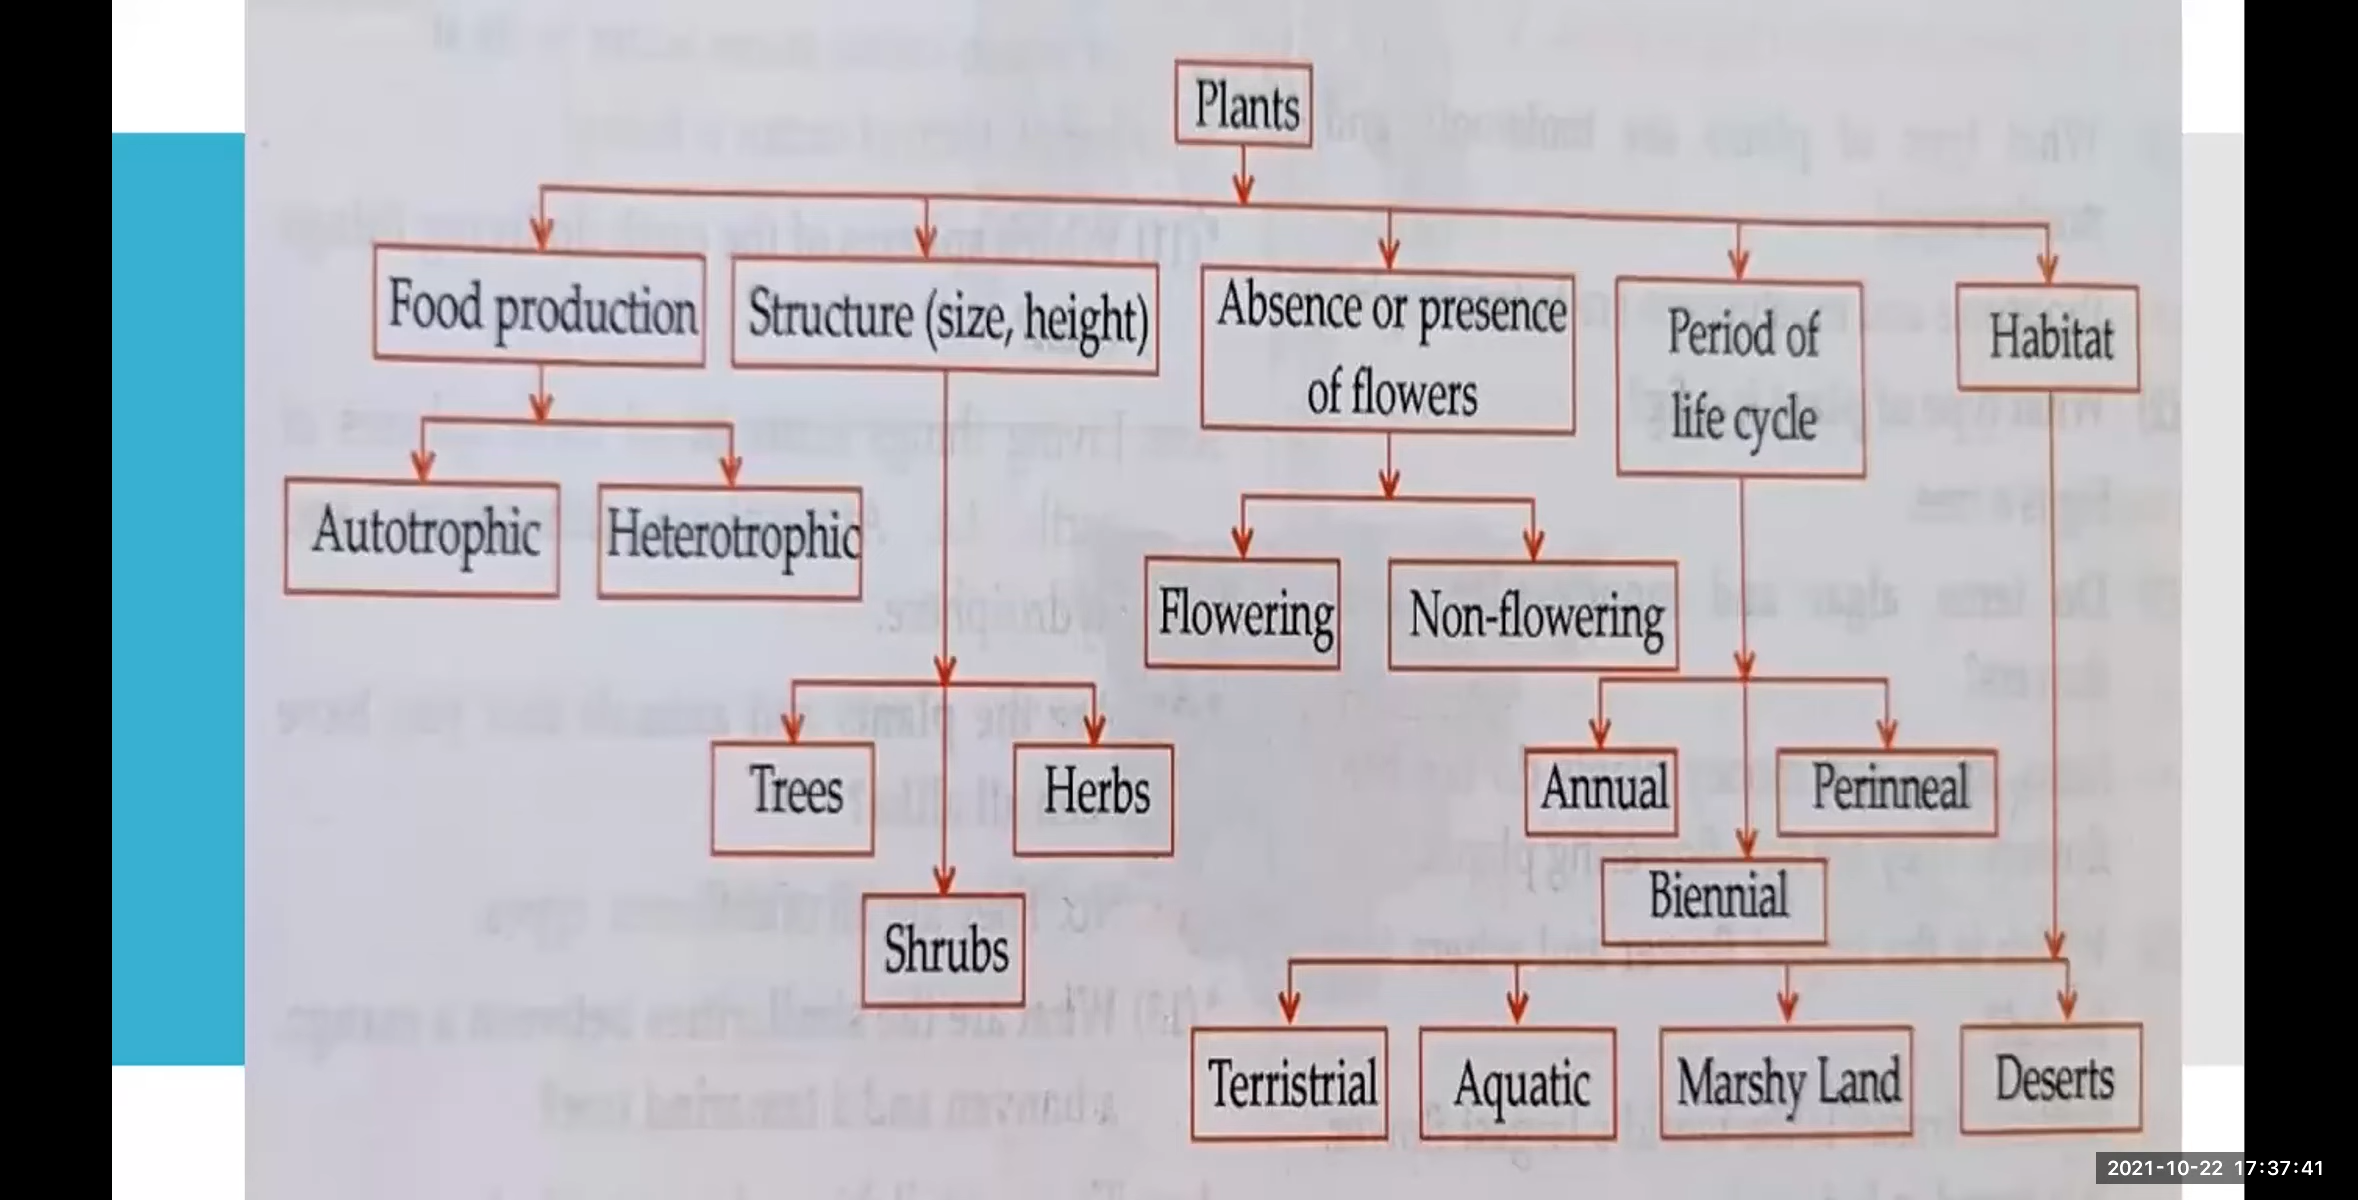 Plants
Food production
Structure (size, height)
Absence or presence
of flowers
Period of
life cycle
Habitat
Autotrophic
Heterotrophic
Flowering
Non-flowering
Trees
Herbs
Annual
Perinneal
Biennial
Shrubs
Terristrial
Aquatic
Marshy Land
Deserts
2021-10-22 17:37:41